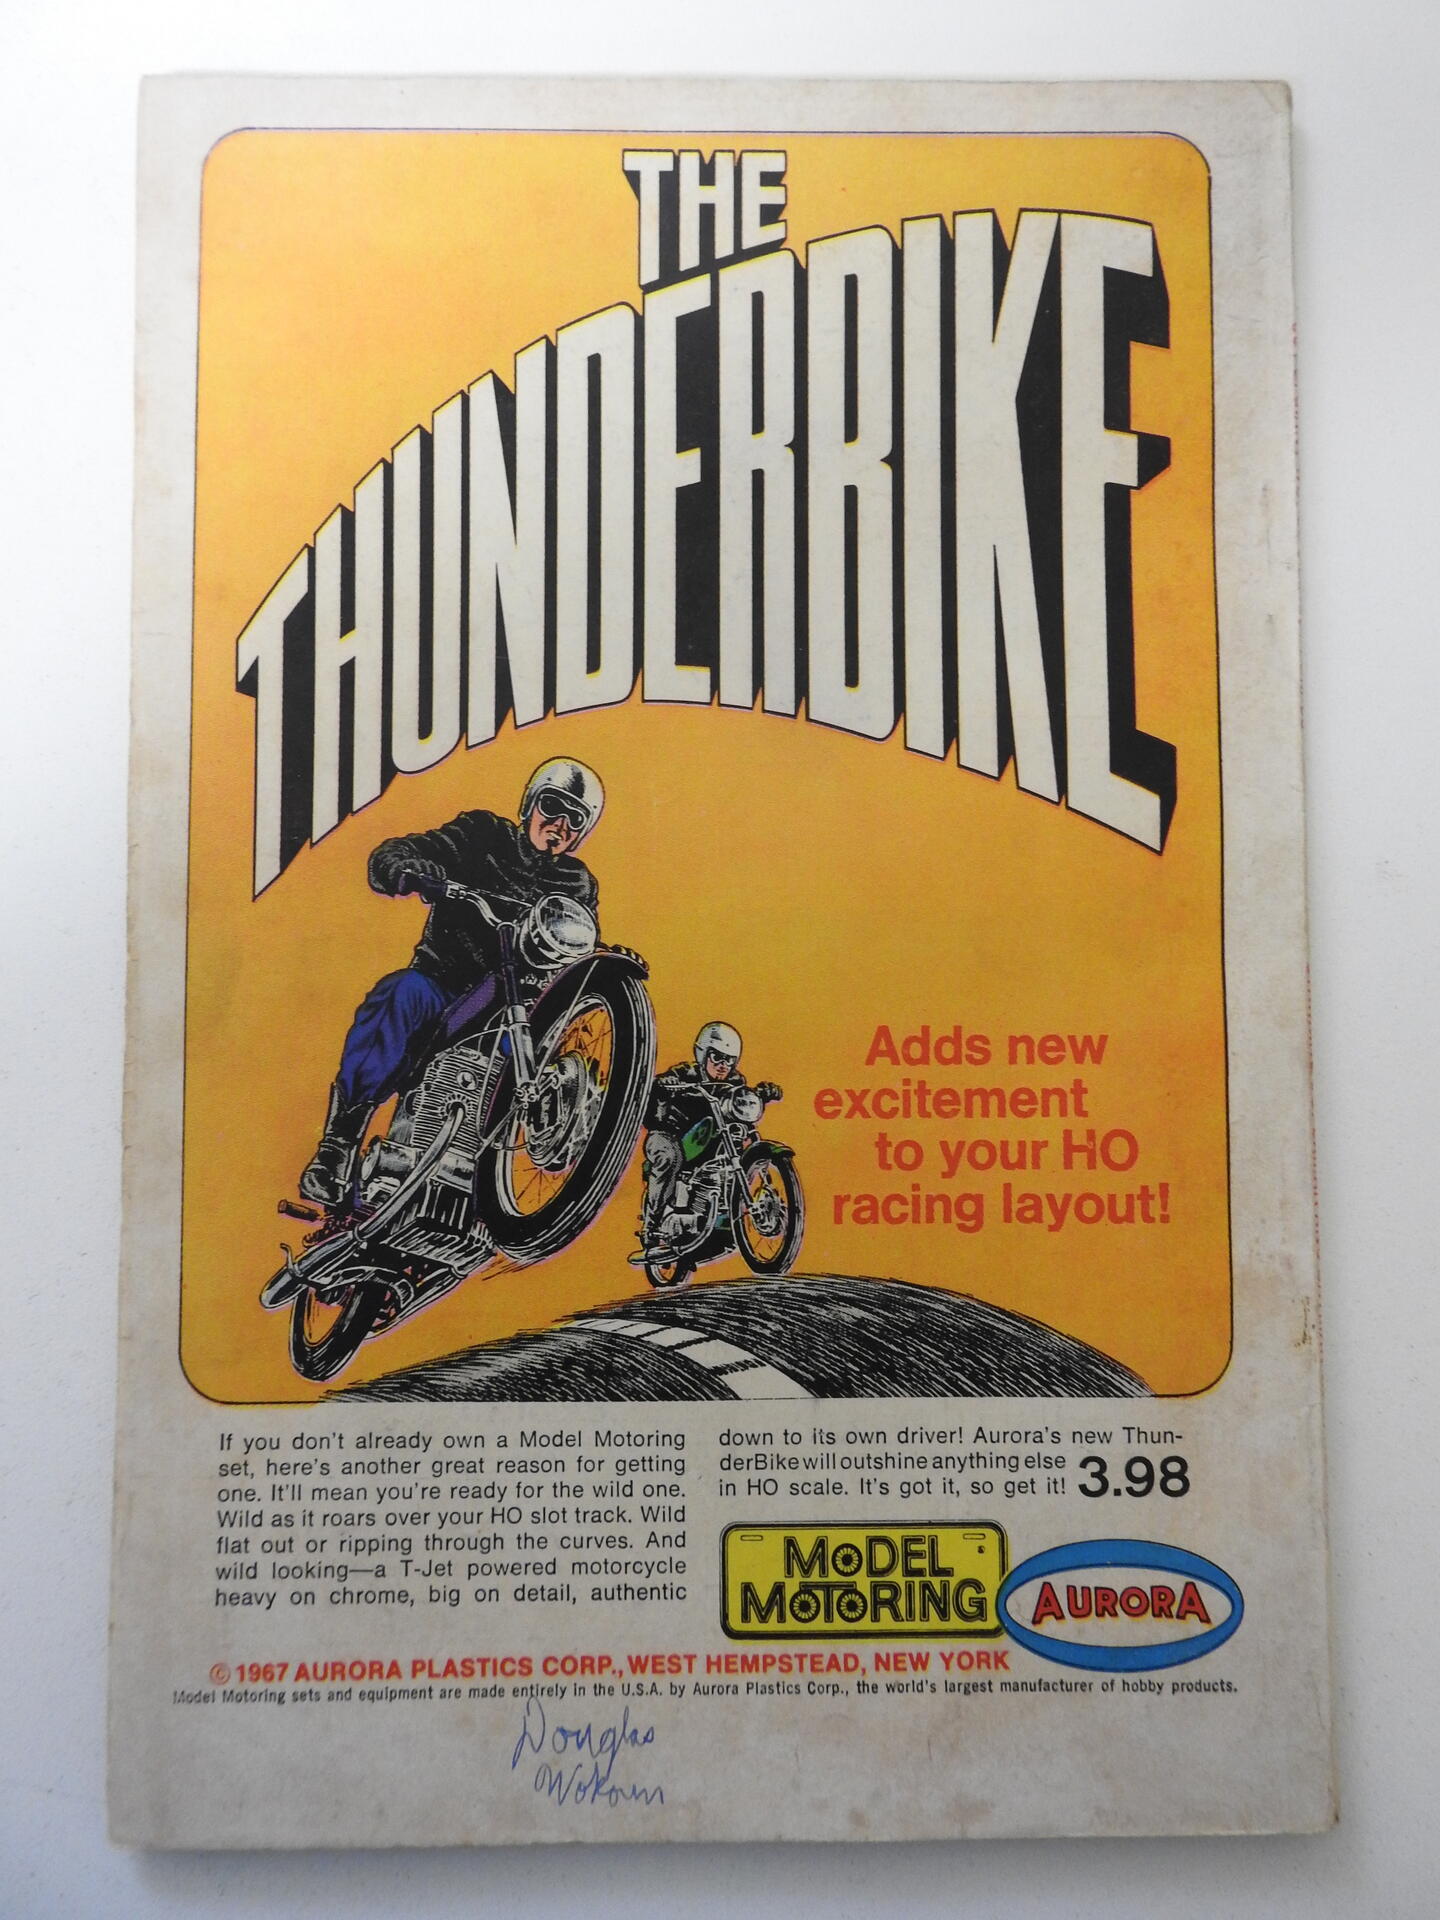 THE
THUNDERBIKE
Adds new
excitement
to your HO
racing layout!
If you don't already own a Model Motoring
set, here's another great reason for getting
one. It'll mean you're ready for the wild one.
Wild as it roars over your HO slot track. Wild
flat out or ripping through the curves. And
wild looking—a T-Jet powered motorcycle
heavy on chrome, big on detail, authentic
down to its own driver! Aurora's new Thun-
derBike will outshine anything else
in HO scale. It's got it, so get it! 3.98
MODEL
MOTORING
AURORA
© 1967 AURORA PLASTICS CORP., WEST HEMPSTEAD, NEW YORK
Model Motoring sets and equipment are made entirely in the U.S.A. by Aurora Plastics Corp., the world's largest manufacturer of hobby products.
Douglas